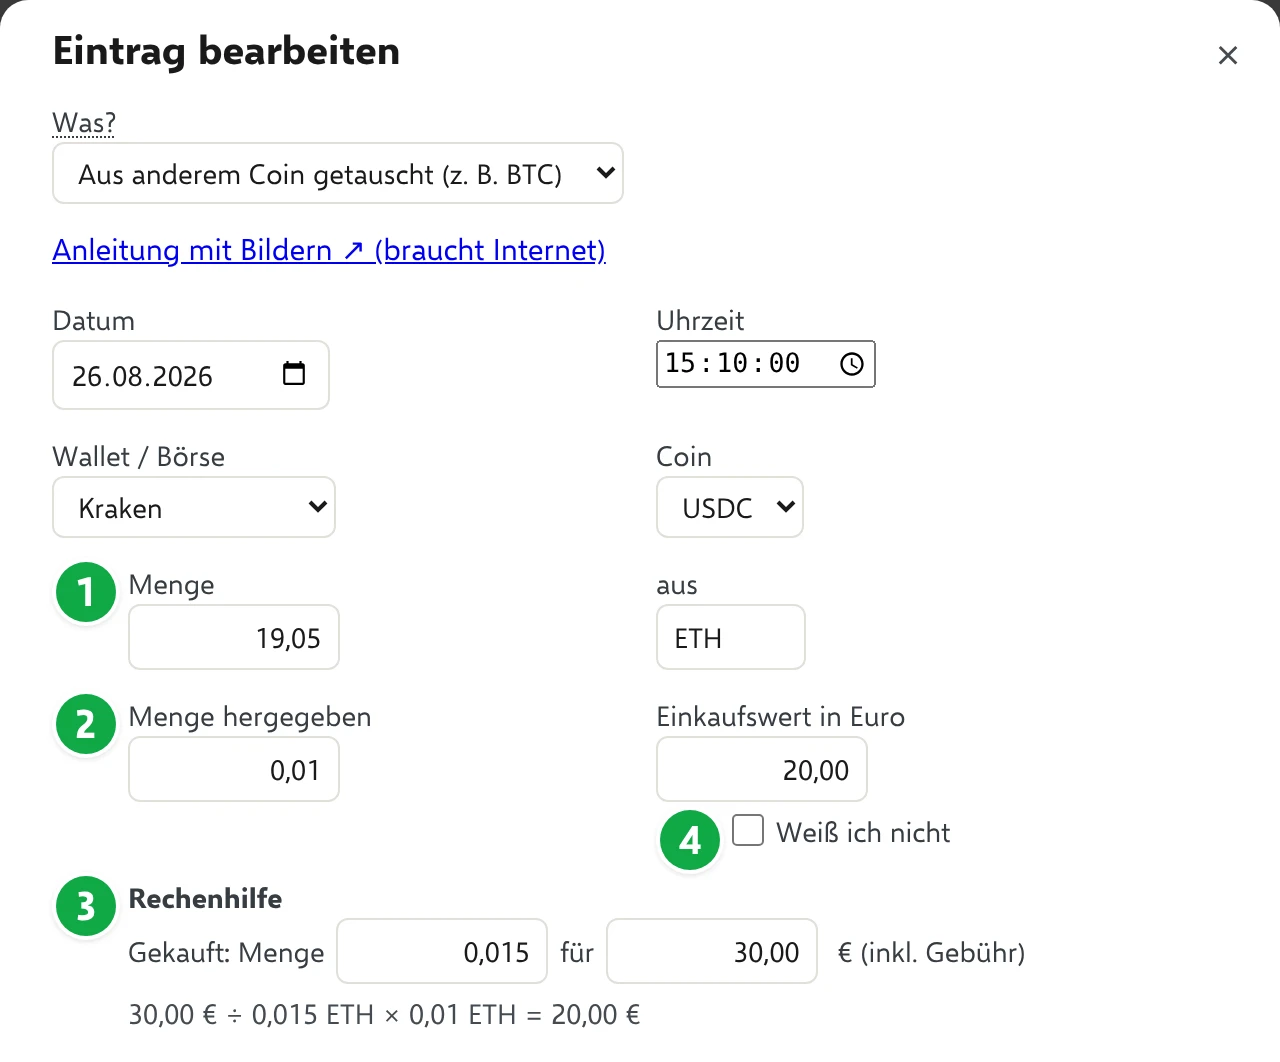 Eintrag bearbeiten
Was?
Aus anderem Coin getauscht (z. B. BTC)
Anleitung mit Bildern ↗ (braucht Internet)
Datum
Uhrzeit
26.08.2026
15:10:00
Wallet / Börse
Coin
Kraken
USDC
1 Menge
aus
19,05
ETH
2 Menge hergegeben
Einkaufswert in Euro
0,01
20,00
4 Weiß ich nicht
3 Rechenhilfe
Gekauft: Menge 0,015 für 30,00 € (inkl. Gebühr)
30,00 € ÷ 0,015 ETH × 0,01 ETH = 20,00 €